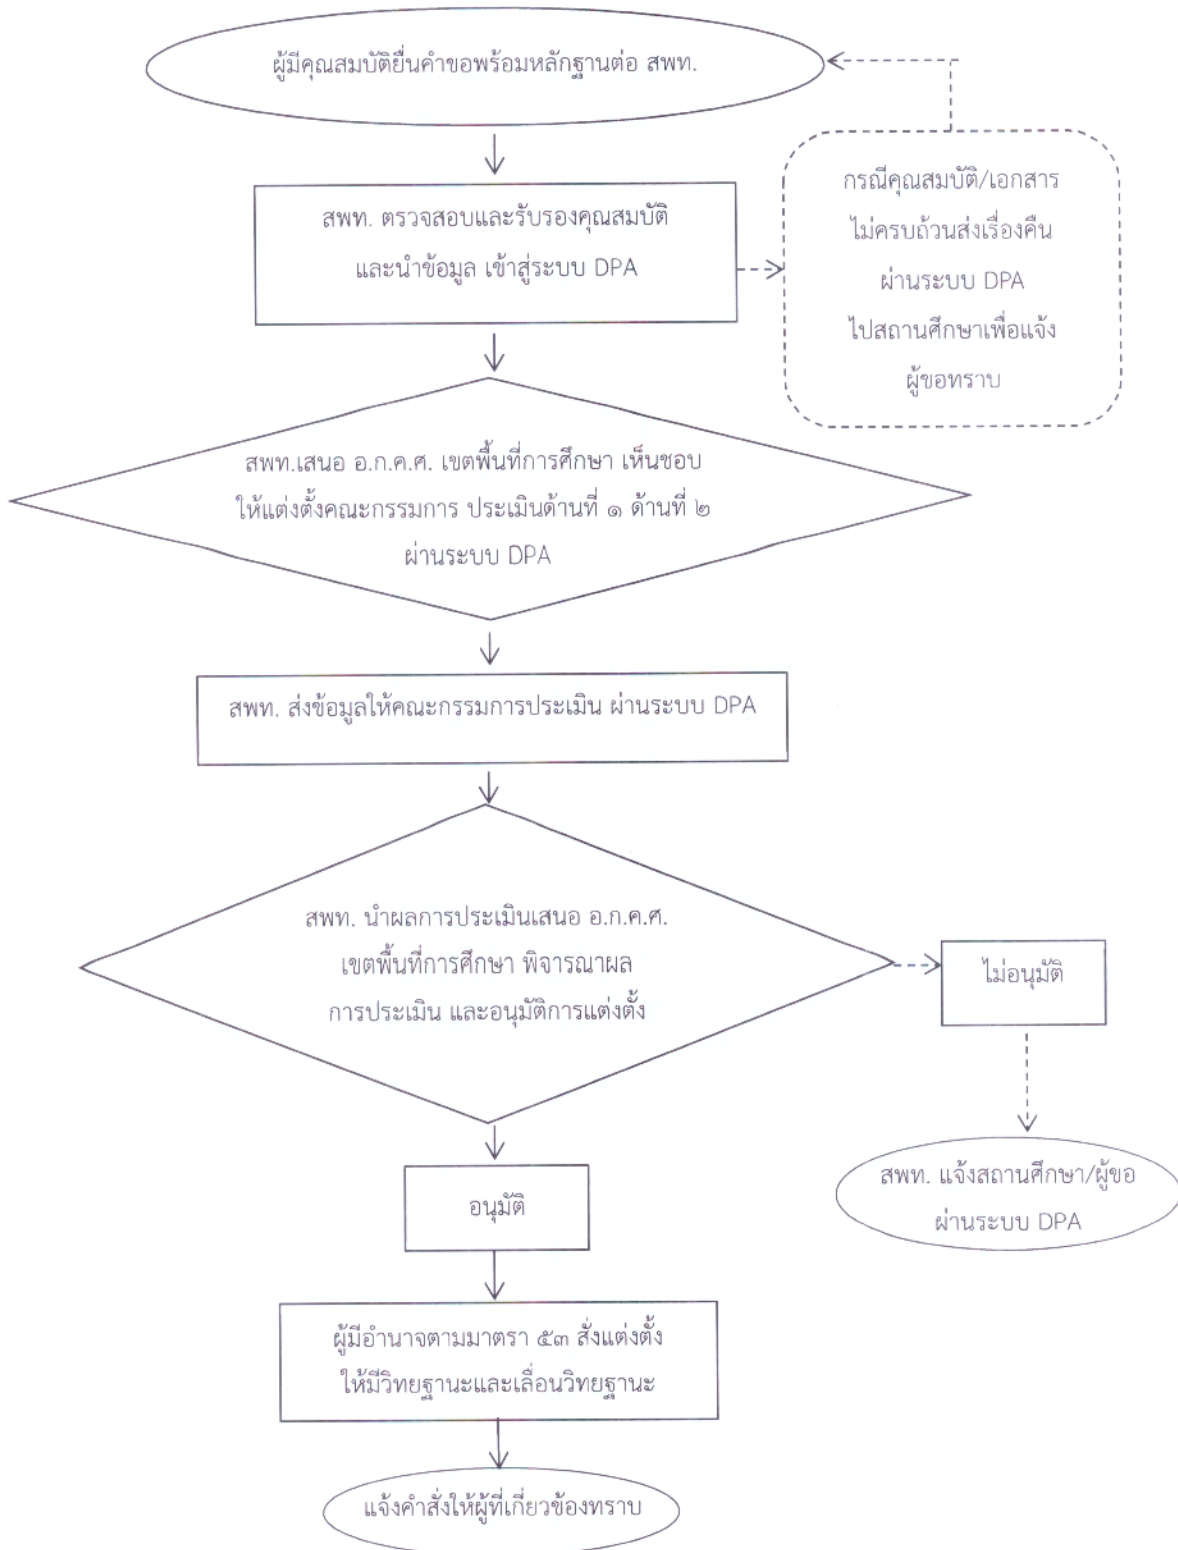 ผู้มีคุณสมบัติยื่นคำขอพร้อมหลักฐานต่อ สพท.
สพท. ตรวจสอบและรับรองคุณสมบัติ
และนำข้อมูล เข้าสู่ระบบ DPA
กรณีคุณสมบัติ/เอกสาร
ไม่ครบถ้วนส่งเรื่องคืน
ผ่านระบบ DPA
ไปสถานศึกษาเพื่อแจ้ง
ผู้ขอทราบ
สพท.เสนอ อ.ก.ค.ศ. เขตพื้นที่การศึกษา เห็นชอบ
ให้แต่งตั้งคณะกรรมการ ประเมินด้านที่ ๑ ด้านที่ ๒
ผ่านระบบ DPA
สพท. ส่งข้อมูลให้คณะกรรมการประเมิน ผ่านระบบ DPA
สพท. นำผลการประเมินเสนอ อ.ก.ค.ศ.
เขตพื้นที่การศึกษา พิจารณาผล
การประเมิน และอนุมัติการแต่งตั้ง
ไม่อนุมัติ
สพท. แจ้งสถานศึกษา/ผู้ขอ
ผ่านระบบ DPA
อนุมัติ
ผู้มีอำนาจตามมาตรา ๕๓ สั่งแต่งตั้ง
ให้มีวิทยฐานะและเลื่อนวิทยฐานะ
แจ้งคำสั่งให้ผู้ที่เกี่ยวข้องทราบ